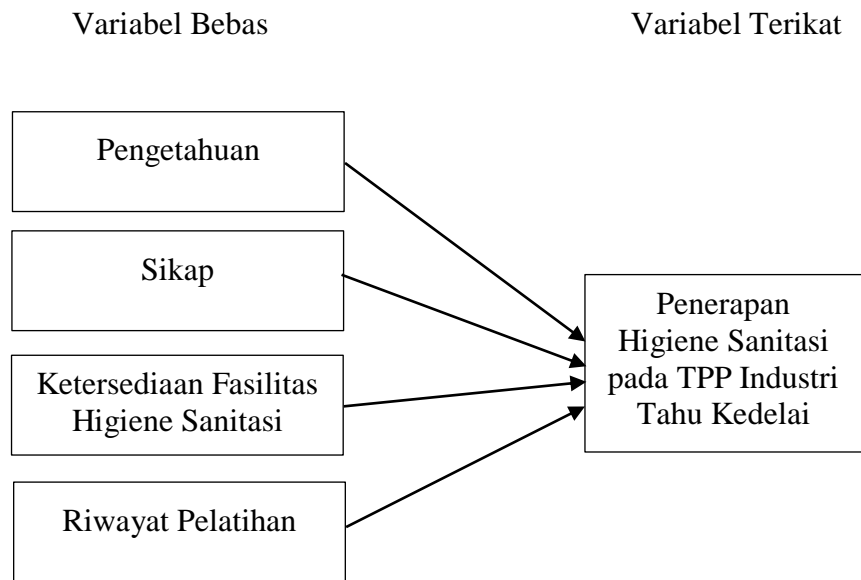 Variabel Bebas
Variabel Terikat
Pengetahuan
Sikap
Ketersediaan Fasilitas
Higiene Sanitasi
Riwayat Pelatihan
Penerapan
Higiene Sanitasi
pada TPP Industri
Tahu Kedelai